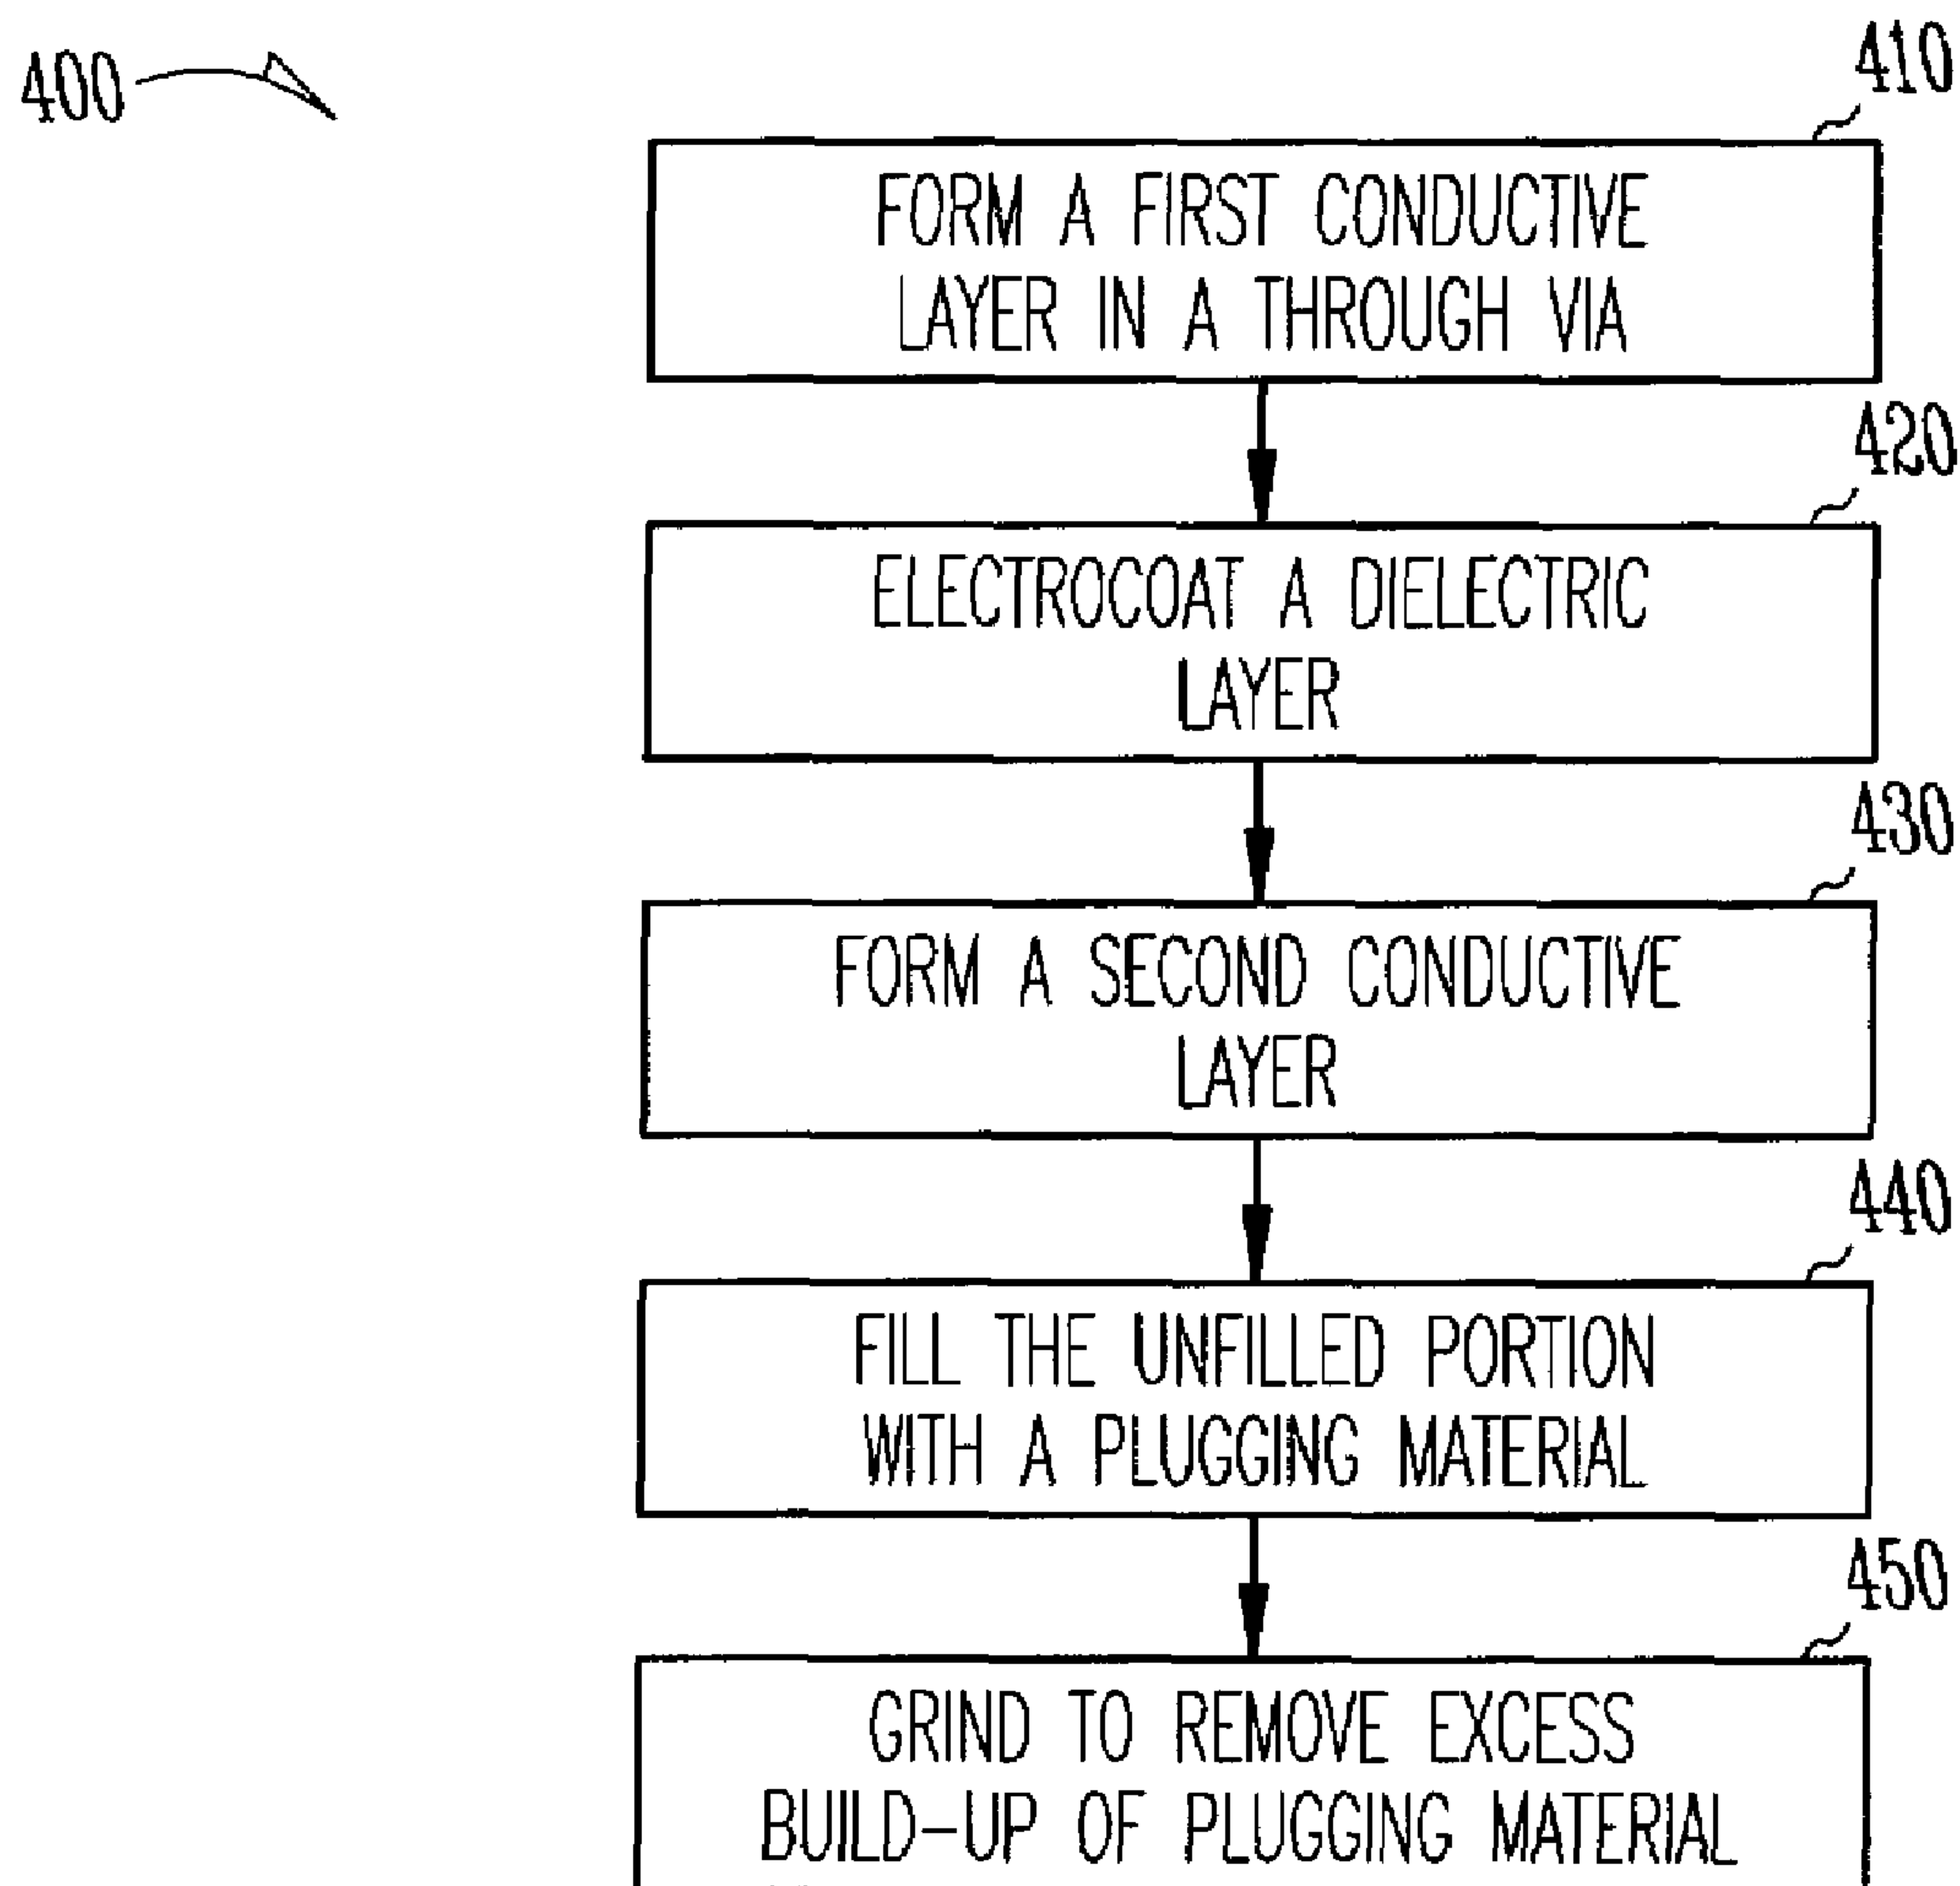 400
410
FORM A FIRST CONDUCTIVE
LAYER IN A THROUGH VIA
420
ELECTROCOAT A DIELECTRIC
LAYER
430
FORM A SECOND CONDUCTIVE
LAYER
440
FILL THE UNFILLED PORTION
WITH A PLUGGING MATERIAL
450
GRIND TO REMOVE EXCESS
BUILD-UP OF PLUGGING MATERIAL